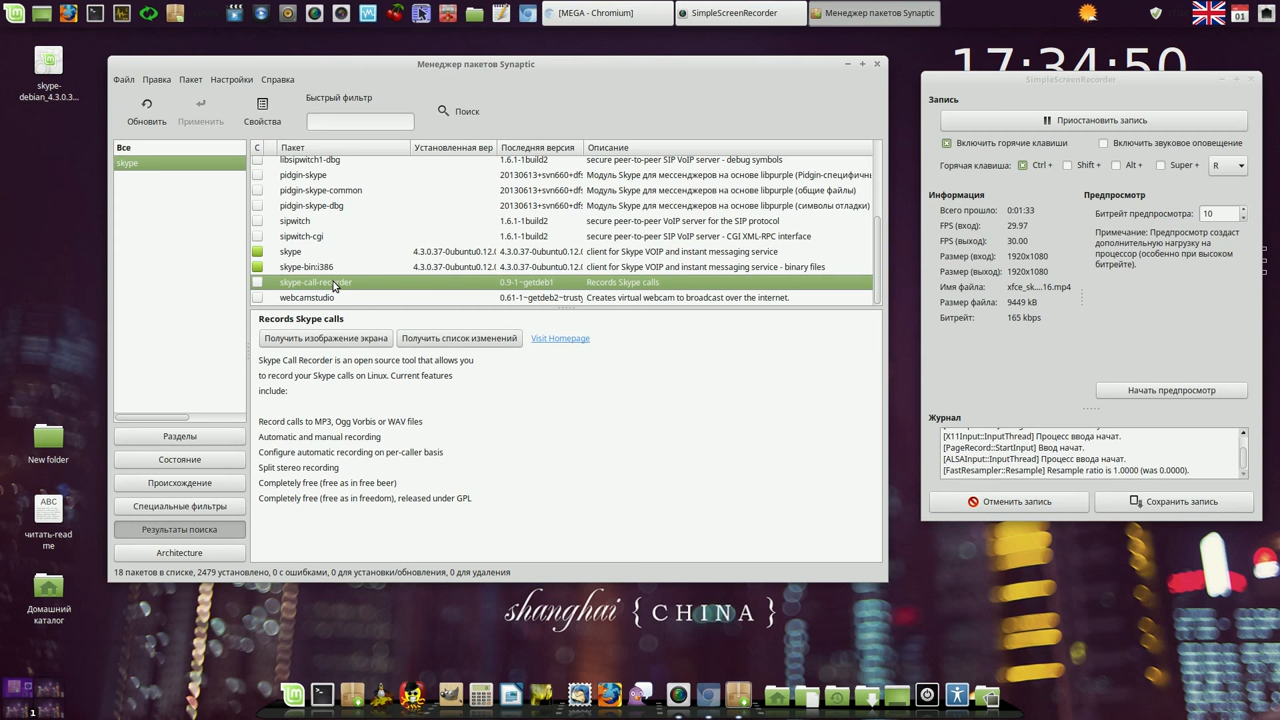 [MEGA - Chromium]
SimpleScreenRecorder
Менеджер пакетов Synaptic
01
skype-
debian_4.3.0.3...
New folder
ABC
читать-read
me
Домашний
каталог
17:34:50
Менеджер пакетов Synaptic
Файл Правка Пакет Настройки Справка
Обновить
Применить
Свойства
Быстрый фильтр
Поиск
Все
skype
С Пакет Установленная вер Последняя версия Описание
libsipwitch1-dbg 1.6.1-1build2 secure peer-to-peer SIP VoIP server - debug symbols
pidgin-skype 20130613+svn660+dfs Модуль Skype для мессенджеров на основе libpurple (Pidgin-специфичнь
pidgin-skype-common 20130613+svn660+dfs Модуль Skype для мессенджеров на основе libpurple (общие файлы)
pidgin-skype-dbg 20130613+svn660+dfs Модуль Skype для мессенджеров на основе libpurple (символы отладки)
sipwitch 1.6.1-1build2 secure peer-to-peer VoIP server for the SIP protocol
sipwitch-cgi 1.6.1-1build2 secure peer-to-peer SIP VoIP server - CGI XML-RPC interface
skype 4.3.0.37-0ubuntu0.12.0 4.3.0.37-0ubuntu0.12.0 client for Skype VOIP and instant messaging service
skype-bin:i386 4.3.0.37-0ubuntu0.12.0 4.3.0.37-0ubuntu0.12.0 client for Skype VOIP and instant messaging service - binary files
skype-call-recorder 0.9-1~getdeb1 Records Skype calls
webcamstudio 0.61-1~getdeb2~trusty Creates virtual webcam to broadcast over the internet.
Records Skype calls
Получить изображение экрана Получить список изменений Visit Homepage
Skype Call Recorder is an open source tool that allows you
to record your Skype calls on Linux. Current features
include:
Record calls to MP3, Ogg Vorbis or WAV files
Automatic and manual recording
Configure automatic recording on per-caller basis
Split stereo recording
Completely free (free as in free beer)
Completely free (free as in freedom), released under GPL
Разделы
Состояние
Происхождение
Специальные фильтры
Результаты поиска
Architecture
18 пакетов в списке, 2479 установлено, 0 с ошибками, 0 для установки/обновления, 0 для удаления
SimpleScreenRecorder
Запись
Приостановить запись
Включить горячие клавиши Включить звуковое оповещение
Горячая клавиша: Ctrl + Shift + Alt + Super + R
Информация
Всего прошло: 0:01:33
FPS (вход): 29.97
FPS (выход): 30.00
Размер (вход): 1920x1080
Размер (выход): 1920x1080
Имя файла: xfce_sk....16.mp4
Размер файла: 9449 kB
Битрейт: 165 kbps
Предпросмотр
Битрейт предпросмотра: 10
Примечание: Предпросмотр создаст
дополнительную нагрузку на
процессор (особенно при высоком
битрейте).
Начать предпросмотр
Журнал
[X11Input::InputThread] Процесс ввода начат.
[PageRecord::StartInput] Ввод начат.
[ALSAInput::InputThread] Процесс ввода начат.
[FastResampler::Resample] Resample ratio is 1.0000 (was 0.0000).
Отменить запись
Сохранить запись
shanghai { CHINA }
1